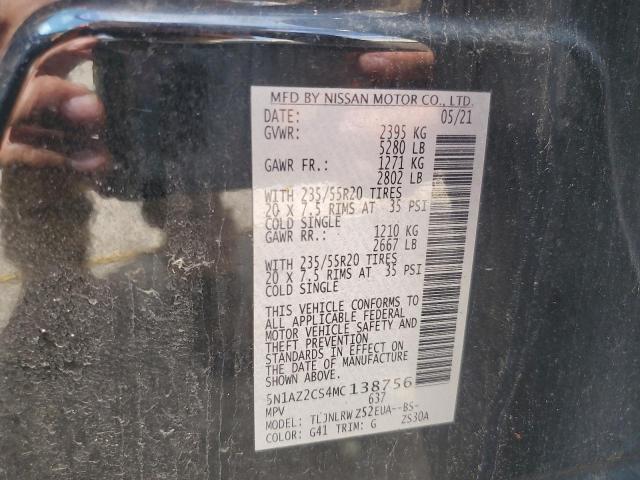 MFD BY NISSAN MOTOR CO., LTD.
DATE: 05/21
GVWR: 2395 KG
5280 LB
GAWR FR.: 1271 KG
2802 LB
WITH 235/55R20 TIRES
20 X 7.5 RIMS AT 35 PSI
COLD SINGLE
GAWR RR.: 1210 KG
2667 LB
WITH 235/55R20 TIRES
20 X 7.5 RIMS AT 35 PSI
COLD SINGLE
THIS VEHICLE CONFORMS TO
ALL APPLICABLE FEDERAL
MOTOR VEHICLE SAFETY AND
THEFT PREVENTION
STANDARDS IN EFFECT ON
THE DATE OF MANUFACTURE
SHOWN ABOVE.
5N1AZ2CS4MC138756
MPV 637
MODEL: TLJNLRW Z52EUA--BS-
COLOR: G41 TRIM: G ZS30A